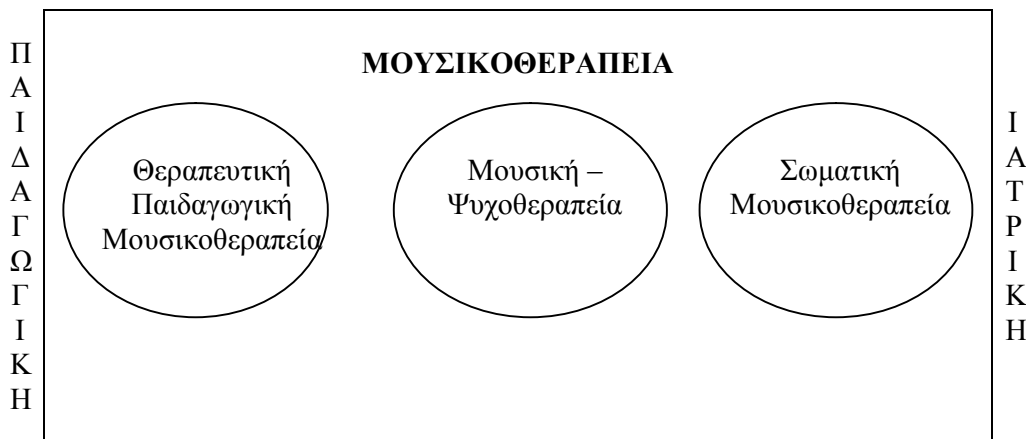 ΠΑΙΔΑΓΩΓΙΚΗ
ΜΟΥΣΙΚΟΘΕΡΑΠΕΙΑ
Θεραπευτική
Παιδαγωγική
Μουσικοθεραπεία
Μουσική –
Ψυχοθεραπεία
Σωματική
Μουσικοθεραπεία
ΙΑΤΡΙΚΗ